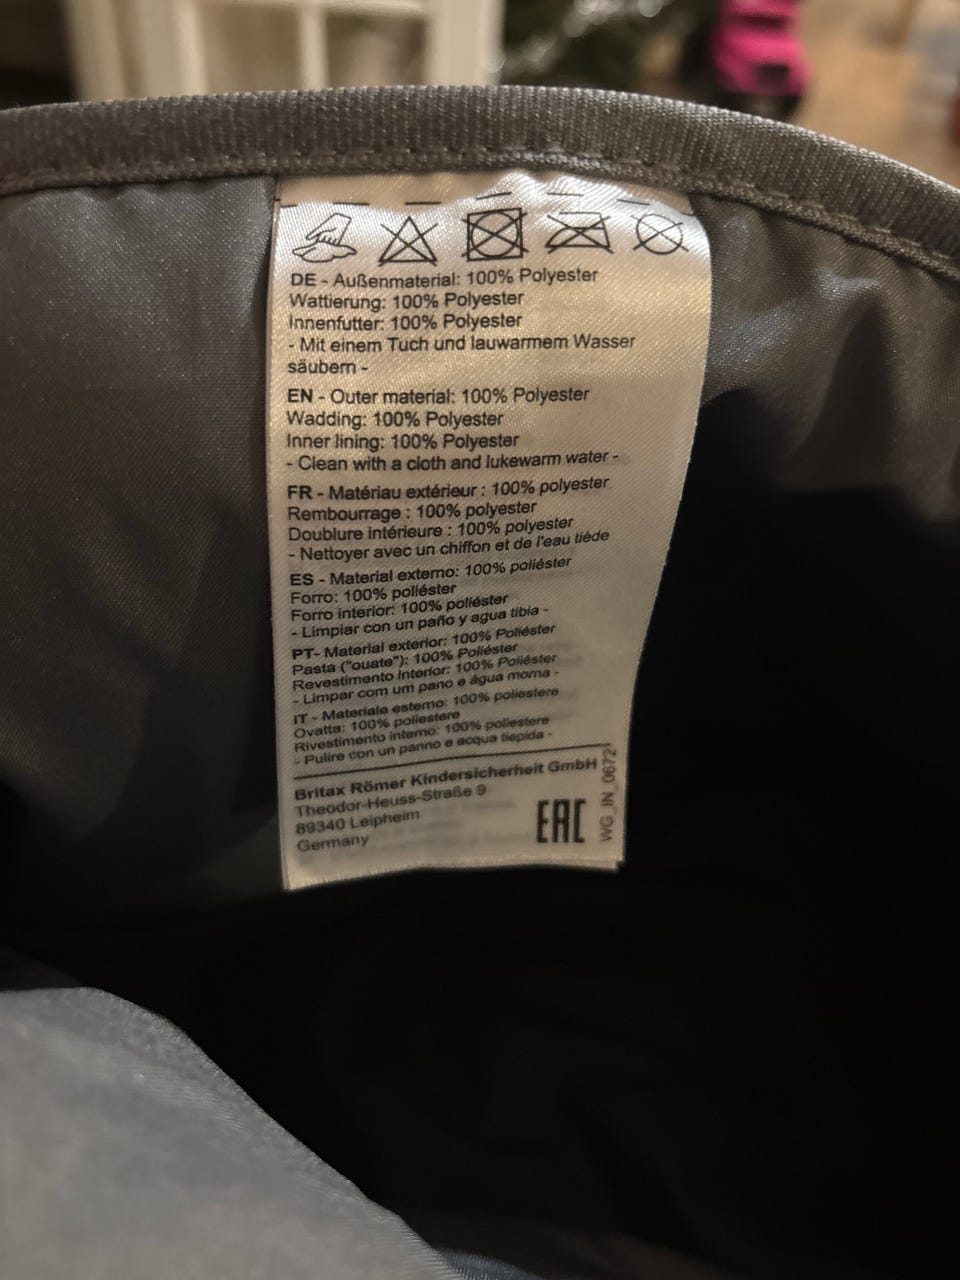 DE - Außenmaterial: 100% Polyester
Wattierung: 100% Polyester
Innenfutter: 100% Polyester
- Mit einem Tuch und lauwarmem Wasser
säubern -
EN - Outer material: 100% Polyester
Wadding: 100% Polyester
Inner lining: 100% Polyester
- Clean with a cloth and lukewarm water -
FR - Matériau extérieur : 100% polyester
Rembourrage : 100% polyester
Doublure intérieure : 100% polyester
- Nettoyer avec un chiffon et de l'eau tiède
ES - Material externo: 100% poliéster
Forro: 100% poliéster
Forro interior: 100% poliéster
- Limpiar con un paño y agua tibia -
PT- Material exterior: 100% Poliéster
Pasta ("ouate"): 100% Poliéster
Revestimento interior: 100% Poliéster
- Limpar com um pano e água morna -
IT - Materiale esterno: 100% poliestere
Ovatta: 100% poliestere
Rivestimento interno: 100% poliestere
- Pulire con un panno e acqua tiepida -
Britax Römer Kindersicherheit GmbH
Theodor-Heuss-Straße 9
89340 Leipheim
Germany
EAC
WG_IN_0672